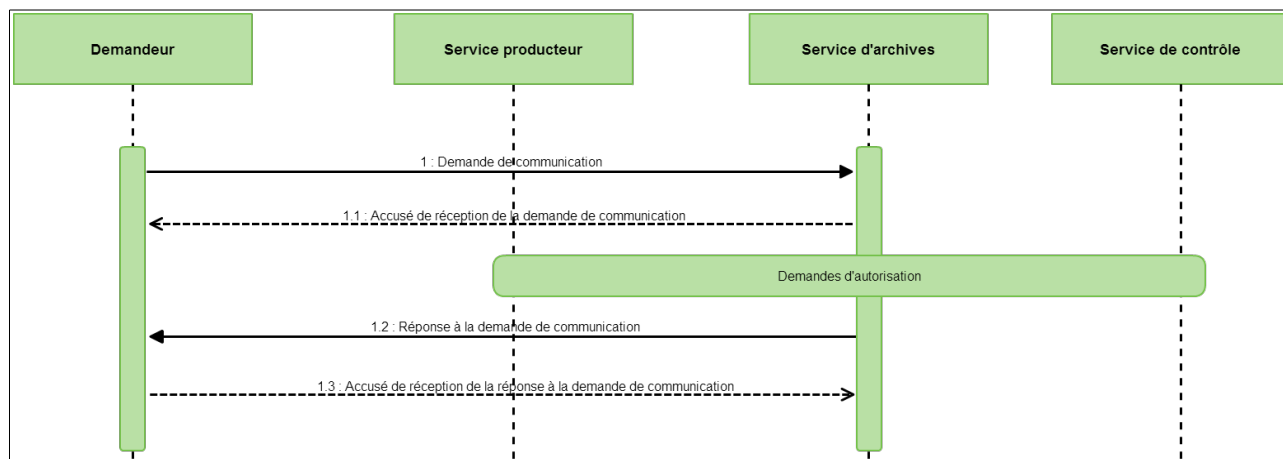 Demandeur
Service producteur
Service d'archives
Service de contrôle
1 : Demande de communication
1.1 : Accusé de réception de la demande de communication
Demandes d'autorisation
1.2 : Réponse à la demande de communication
1.3 : Accusé de réception de la réponse à la demande de communication